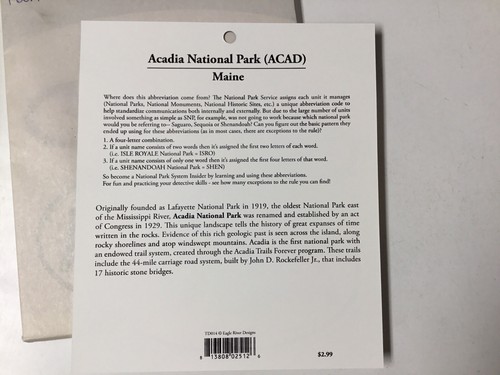 Acadia National Park (ACAD)
Maine
Where does this abbreviation come from? The National Park Service assigns each unit it manages
(National Parks, National Monuments, National Historic Sites, etc.) a unique abbreviation code to
help standardize communications both internally and externally. But due to the large number of units
involved something as simple as SNP, for example, was not going to work because which national park
would you be referring to-- Saguaro, Sequoia or Shenandoah? Can you figure out the basic pattern they
ended up using for these abbreviations (as in most cases, there are exceptions to the rule)?
1. A four-letter combination.
2. If a unit name consists of two words then it's assigned the first two letters of each word.
(i.e. ISLE ROYALE National Park = ISRO)
3. If a unit name consists of only one word then it's assigned the first four letters of that word.
(i.e. SHENANDOAH National Park = SHEN)
So become a National Park System Insider by learning and using these abbreviations.
For fun and practicing your detective skills - see how many exceptions to the rule you can find!
Originally founded as Lafayette National Park in 1919, the oldest National Park east
of the Mississippi River, Acadia National Park was renamed and established by an act
of Congress in 1929. This unique landscape tells the history of great expanses of time
written in the rocks. Evidence of this rich geologic past is seen across the island, along
rocky shorelines and atop windswept mountains. Acadia is the first national park with
an endowed trail system, created through the Acadia Trails Forever program. These trails
include the 44-mile carriage road system, built by John D. Rockefeller Jr., that includes
17 historic stone bridges.
TD014 © Eagle River Designs
8 13808 02512 6
$2.99